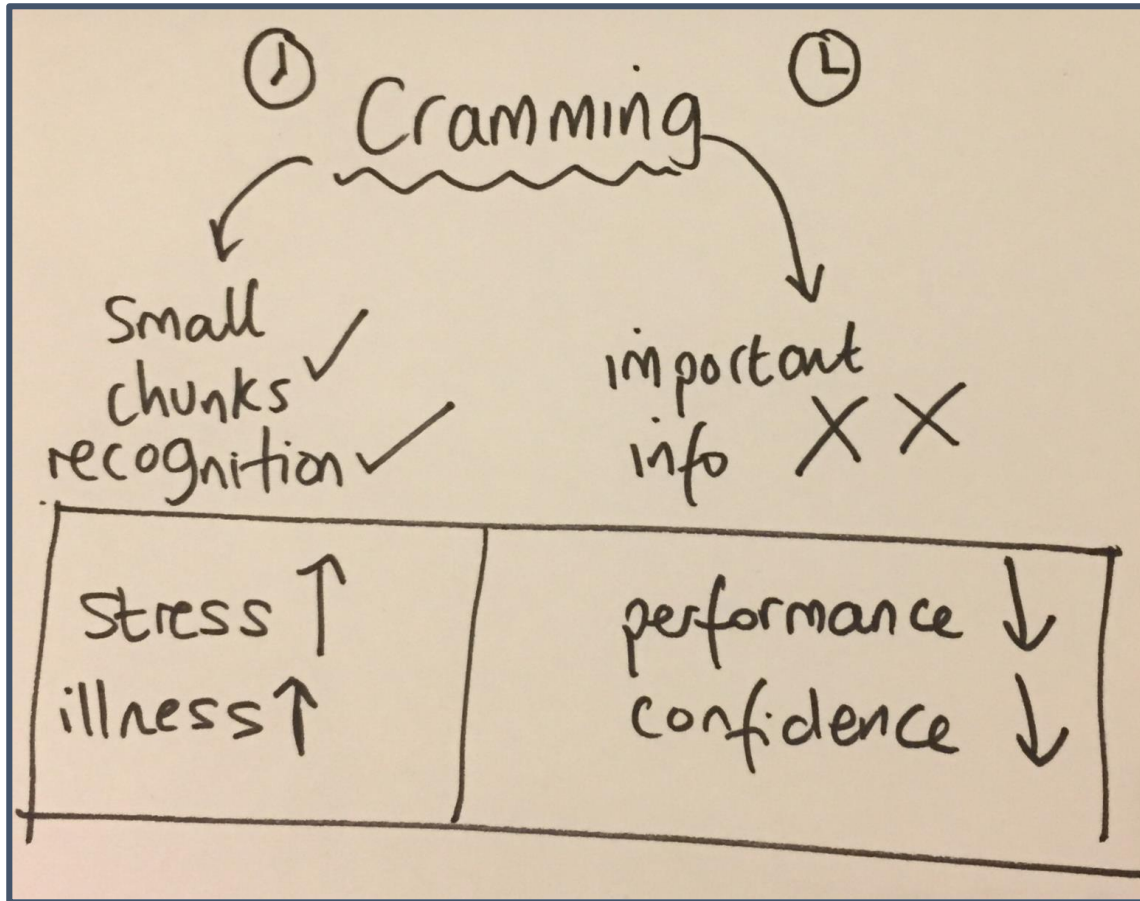 Cramming
small
chunks ✓
recognition ✓
important
info X X
stress ↑
illness ↑
performance ↓
confidence ↓